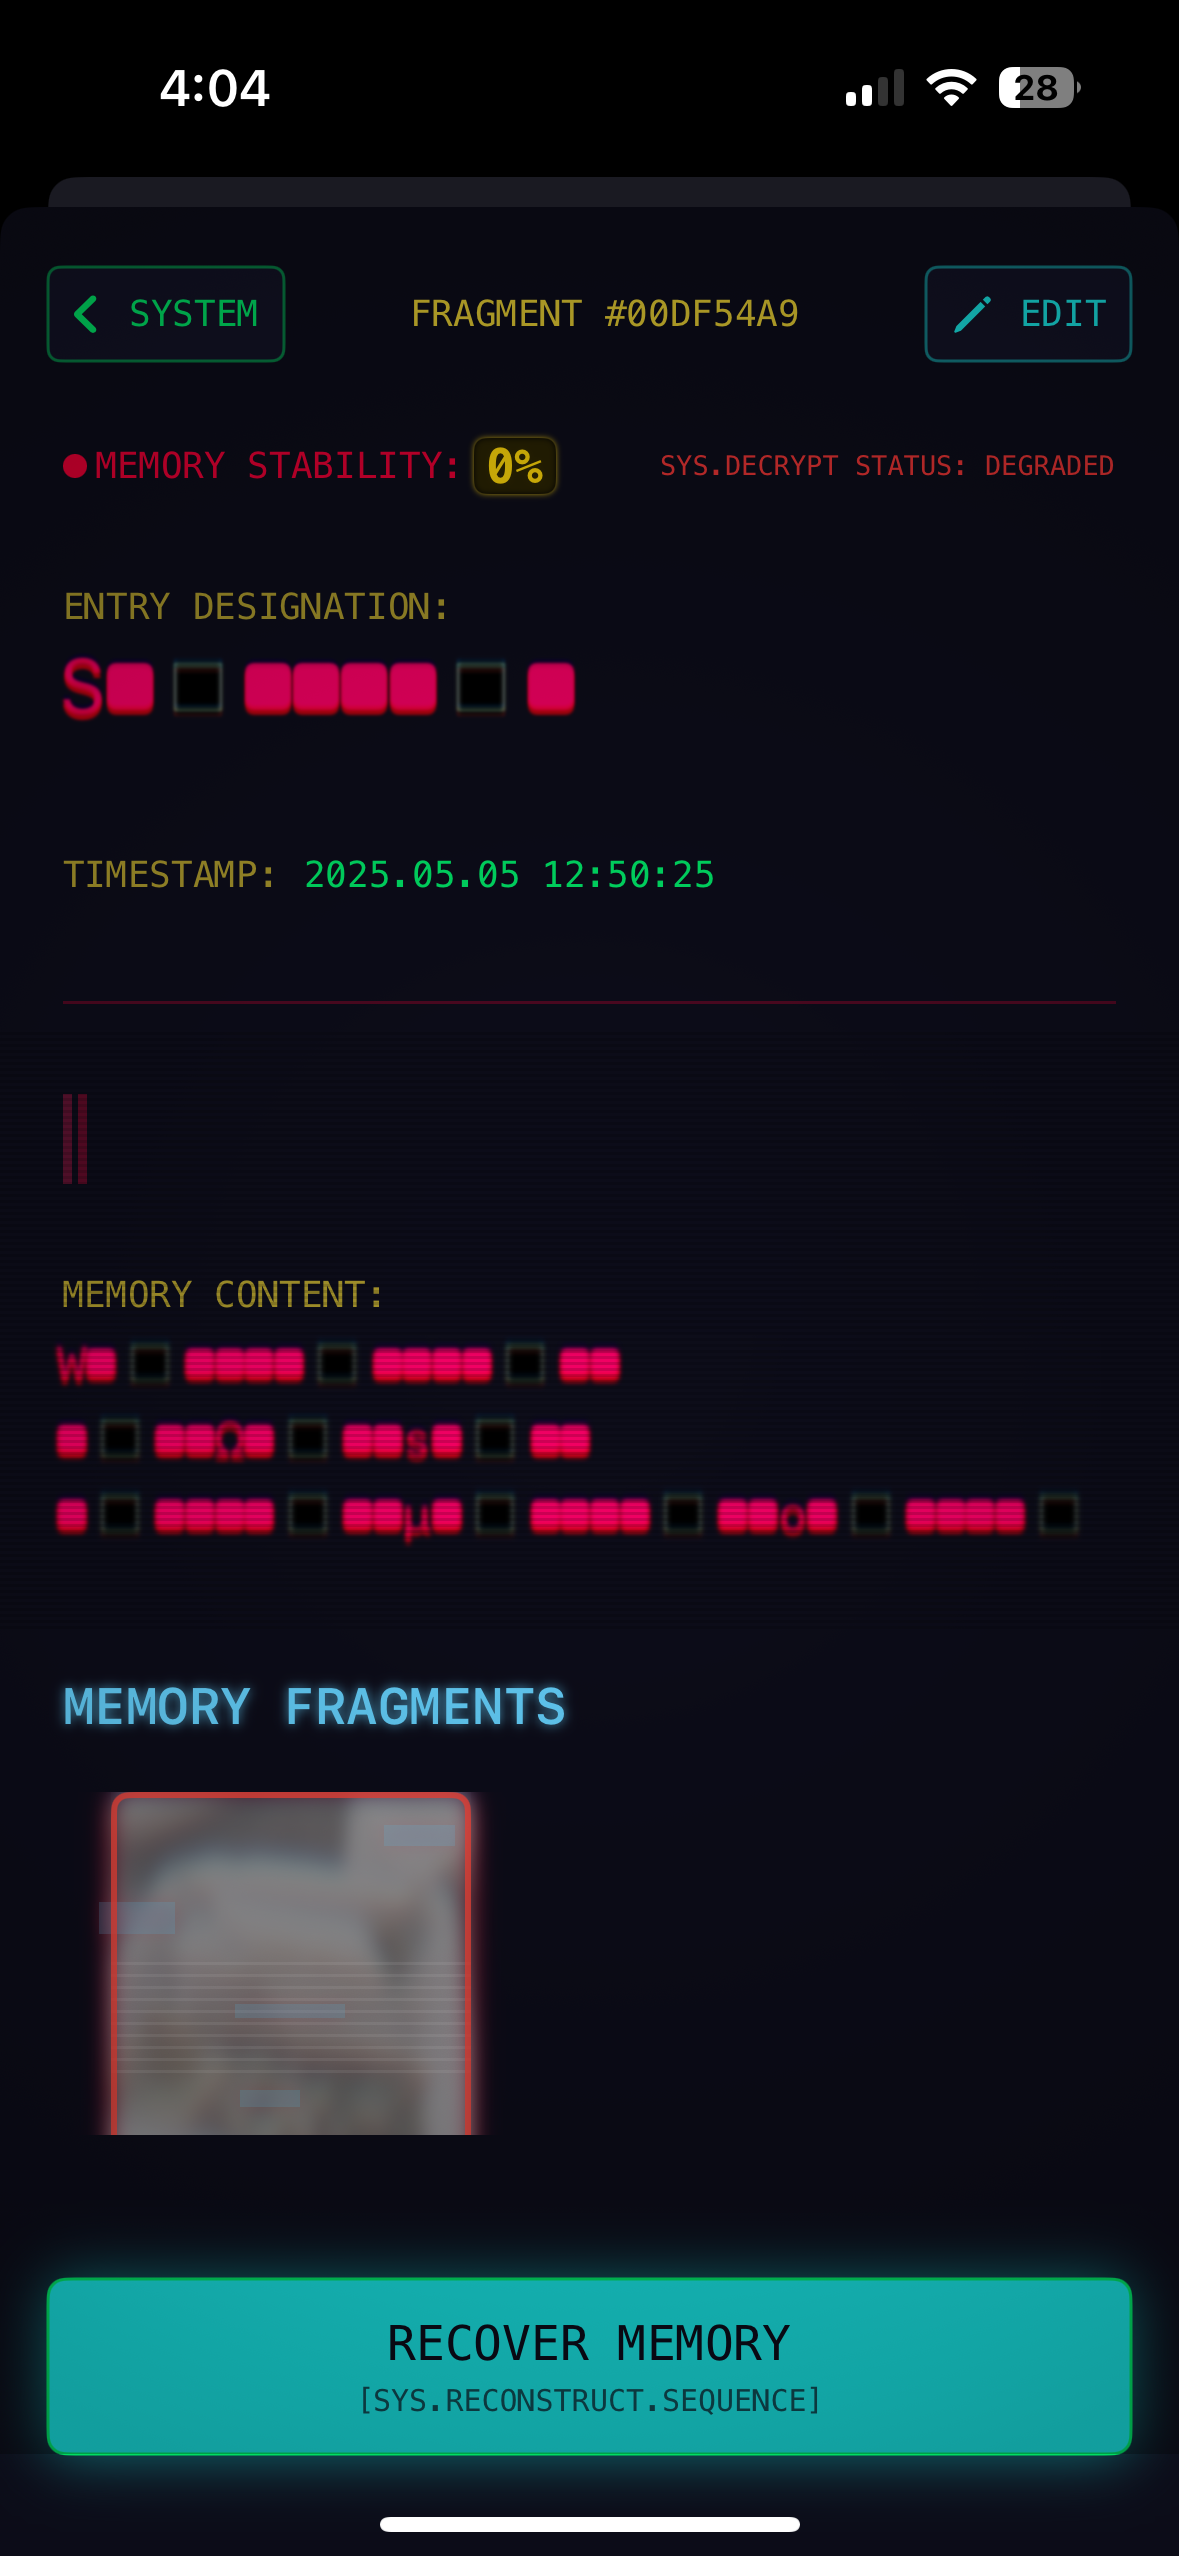 4:04
28
SYSTEM
FRAGMENT #00DF54A9
EDIT
MEMORY STABILITY: 0%
SYS.DECRYPT STATUS: DEGRADED
ENTRY DESIGNATION:
TIMESTAMP: 2025.05.05 12:50:25
MEMORY CONTENT:
MEMORY FRAGMENTS
RECOVER MEMORY
[SYS.RECONSTRUCT.SEQUENCE]